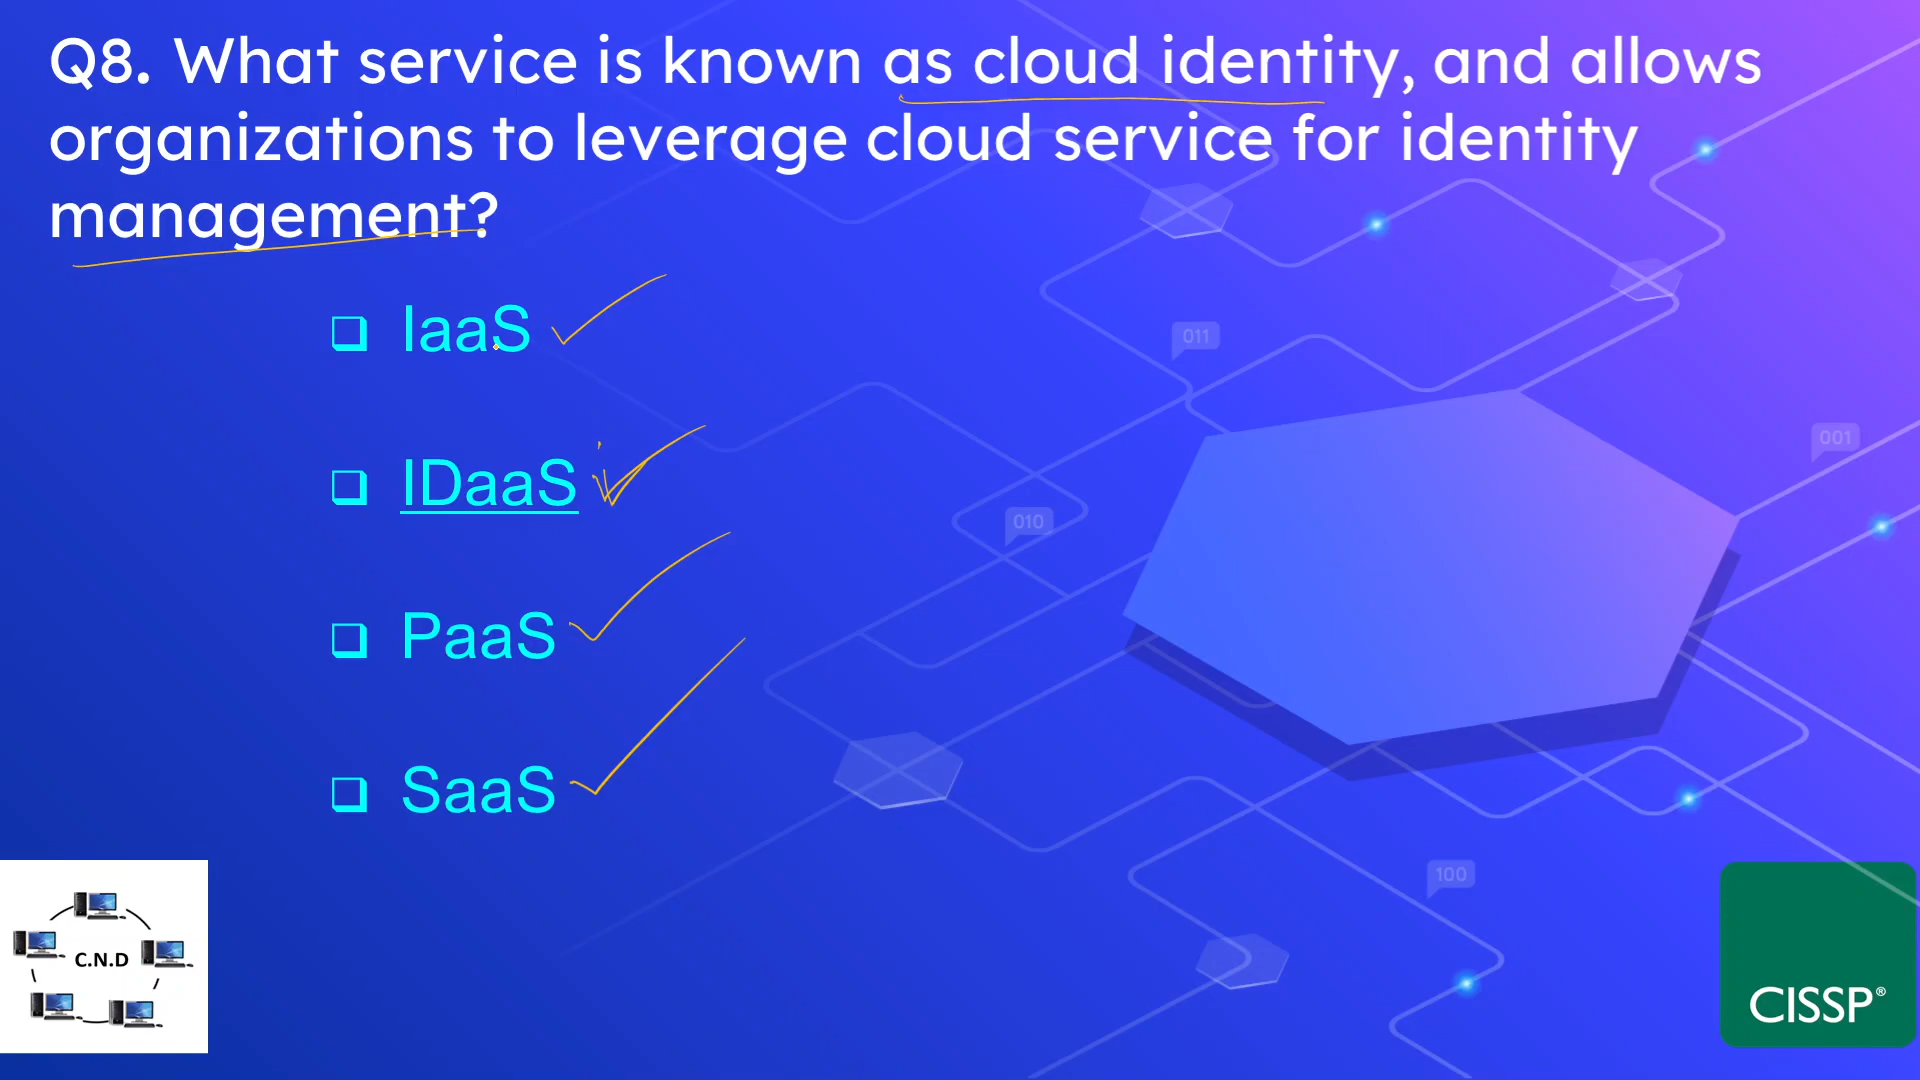 Q8. What service is known as cloud identity, and allows
organizations to leverage cloud service for identity
management?
IaaS
011
001
IDaaS
010
PaaS
SaaS
100
C.N.D
CISSP®